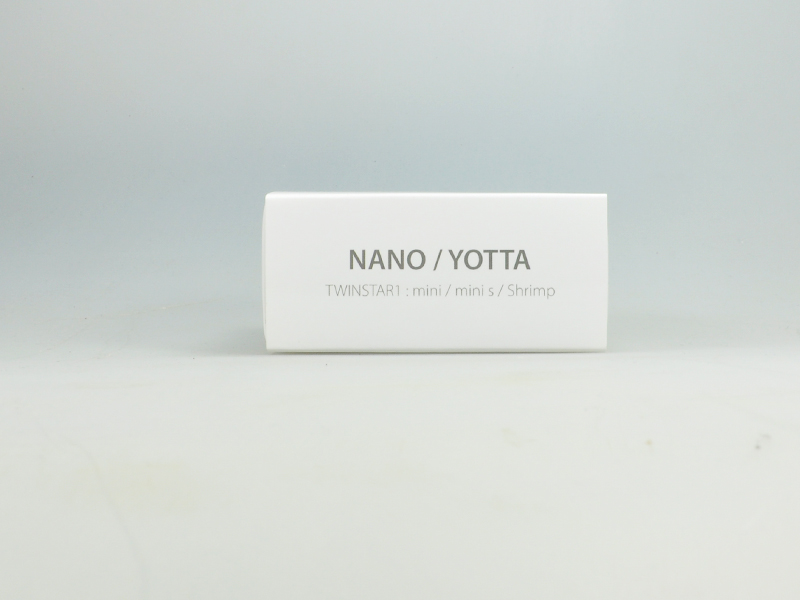 NANO / YOTTA
TWINSTAR1 : mini / mini s / Shrimp